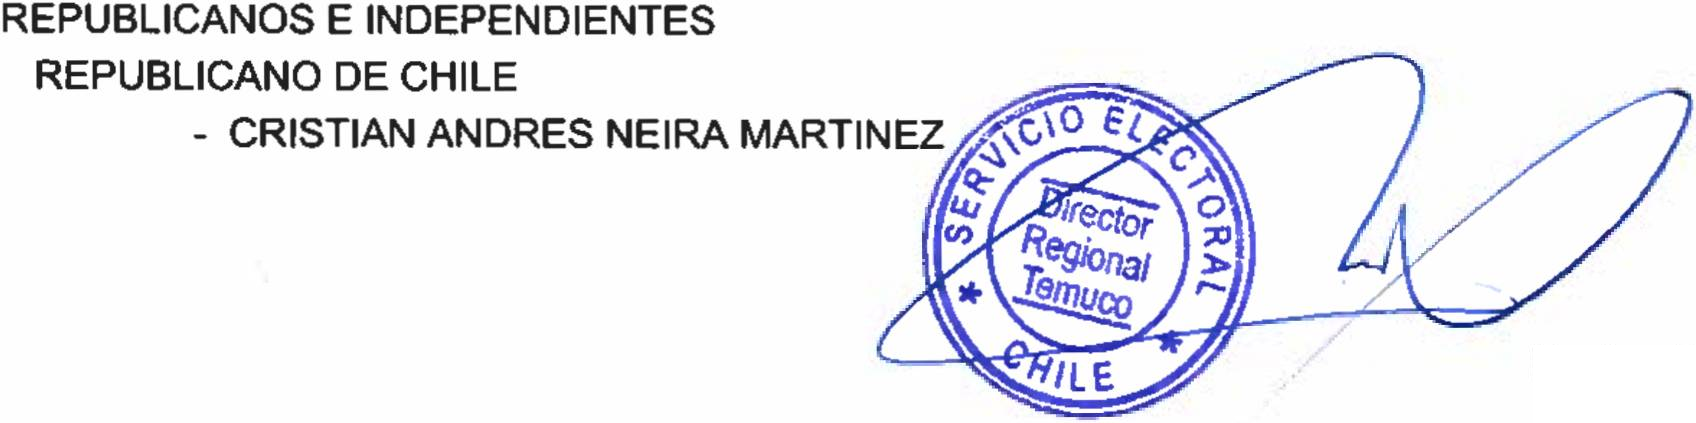 REPUBLICANOS E INDEPENDIENTES
REPUBLICANO DE CHILE
- CRISTIAN ANDRES NEIRA MARTINEZ
SERVICIO ELECTORAL
Director
Regional
Temuco
* CHILE *